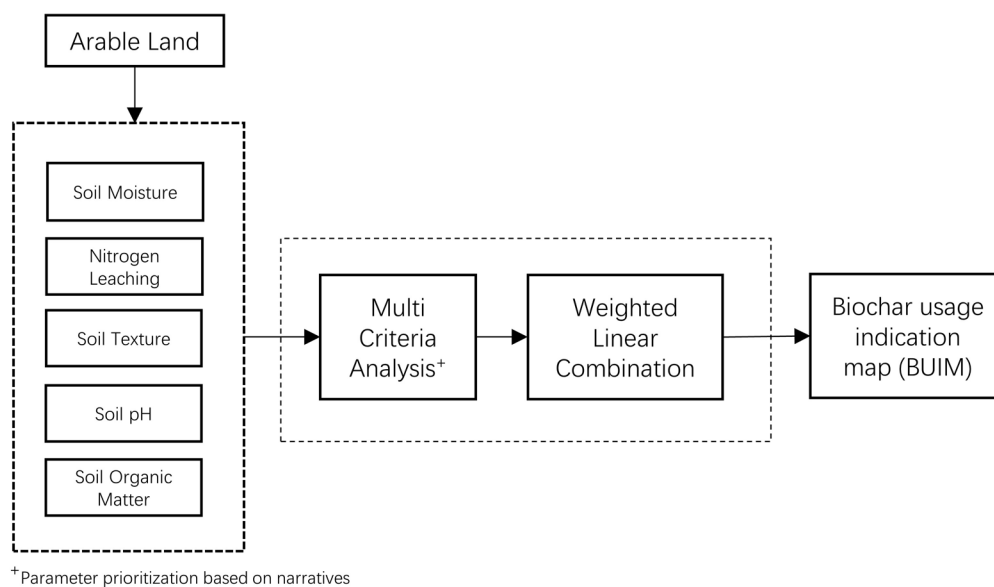 Arable Land
Soil Moisture
Nitrogen
Leaching
Soil Texture
Soil pH
Soil Organic
Matter
Multi
Criteria
Analysis+
Weighted
Linear
Combination
Biochar usage
indication
map (BUIM)
+Parameter prioritization based on narratives